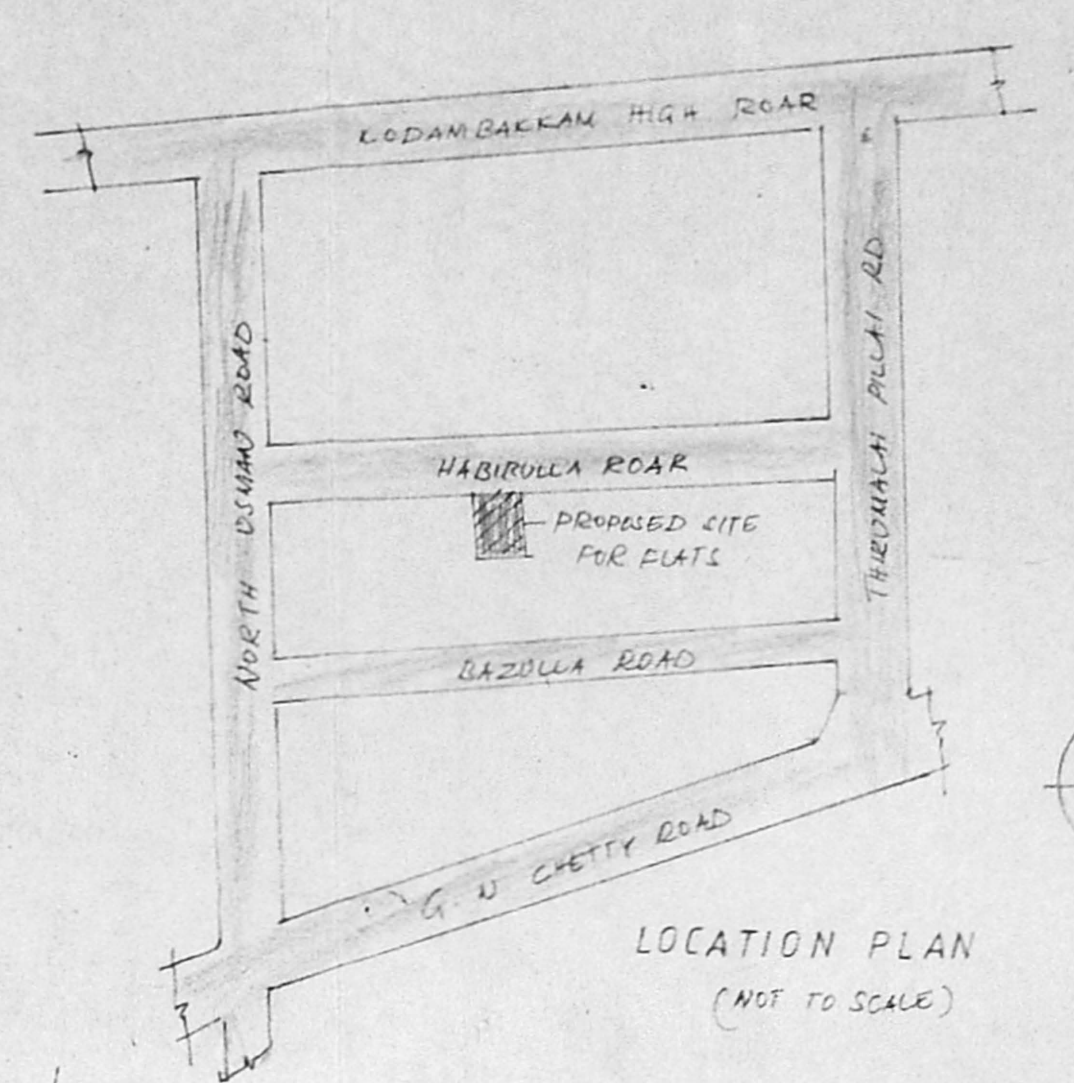 KODAMBAKKAM HIGH ROAR
THIRUMALAI PILLAI RD
NORTH USMAN ROAD
HABIRULLA ROAR
PROPOSED SITE
FOR FLATS
BAZULLA ROAD
G. N CHETTY ROAD
LOCATION PLAN
(NOT TO SCALE)